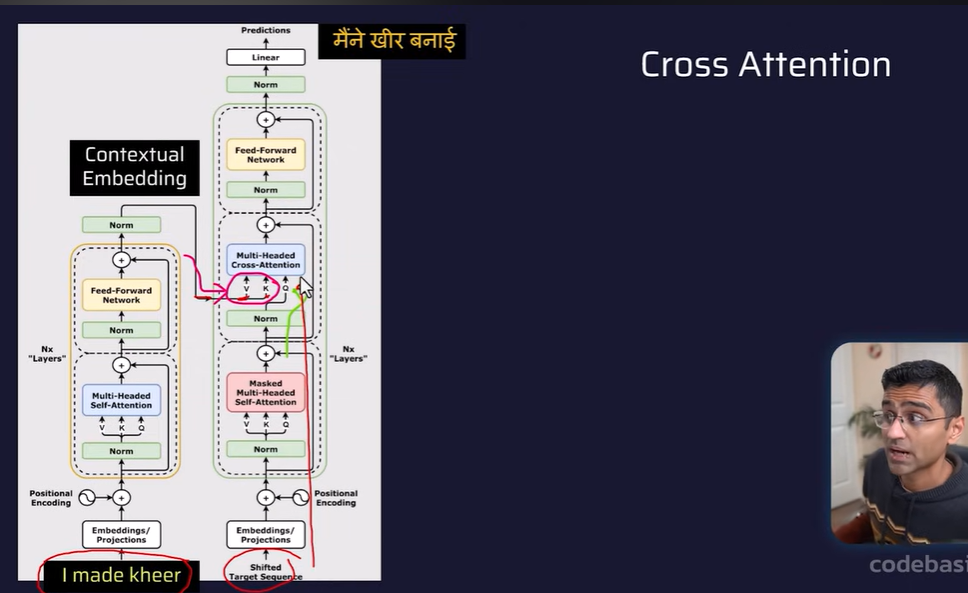 Predictions
मैंने खीर बनाई
Linear
Norm
Cross Attention
Feed-Forward
Network
Norm
Contextual
Embedding
Norm
Multi-Headed
Cross-Attention
V K Q
Norm
Feed-Forward
Network
Norm
Nx
"Layers"
Nx
"Layers"
Multi-Headed
Self-Attention
V K Q
Norm
Masked
Multi-Headed
Self-Attention
V K Q
Norm
Positional
Encoding
Positional
Encoding
Embeddings/
Projections
Embeddings/
Projections
I made kheer
Shifted
Target Sequence
codebasi